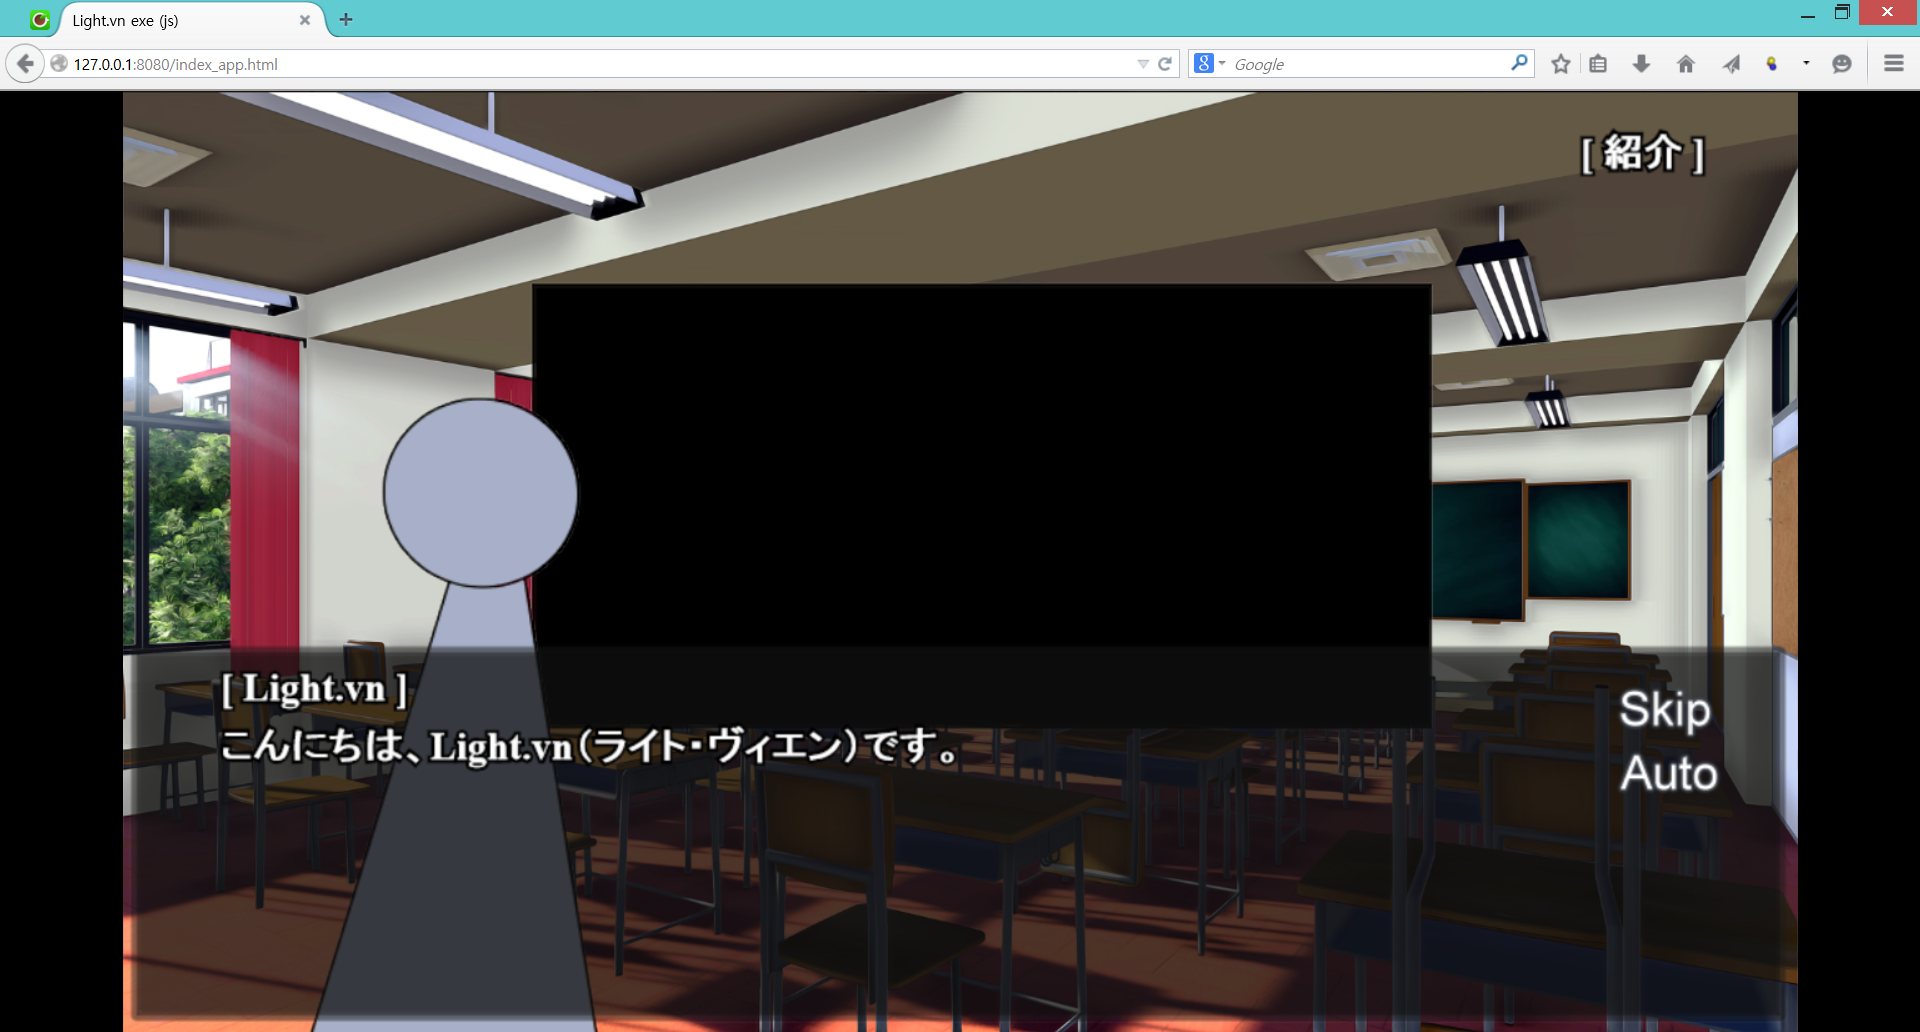 Light.vn exe (js)
127.0.0.1:8080/index_app.html
8
Google
[ 紹介 ]
[ Light.vn ]
こんにちは、Light.vn（ライト・ヴィエン）です。
Skip
Auto